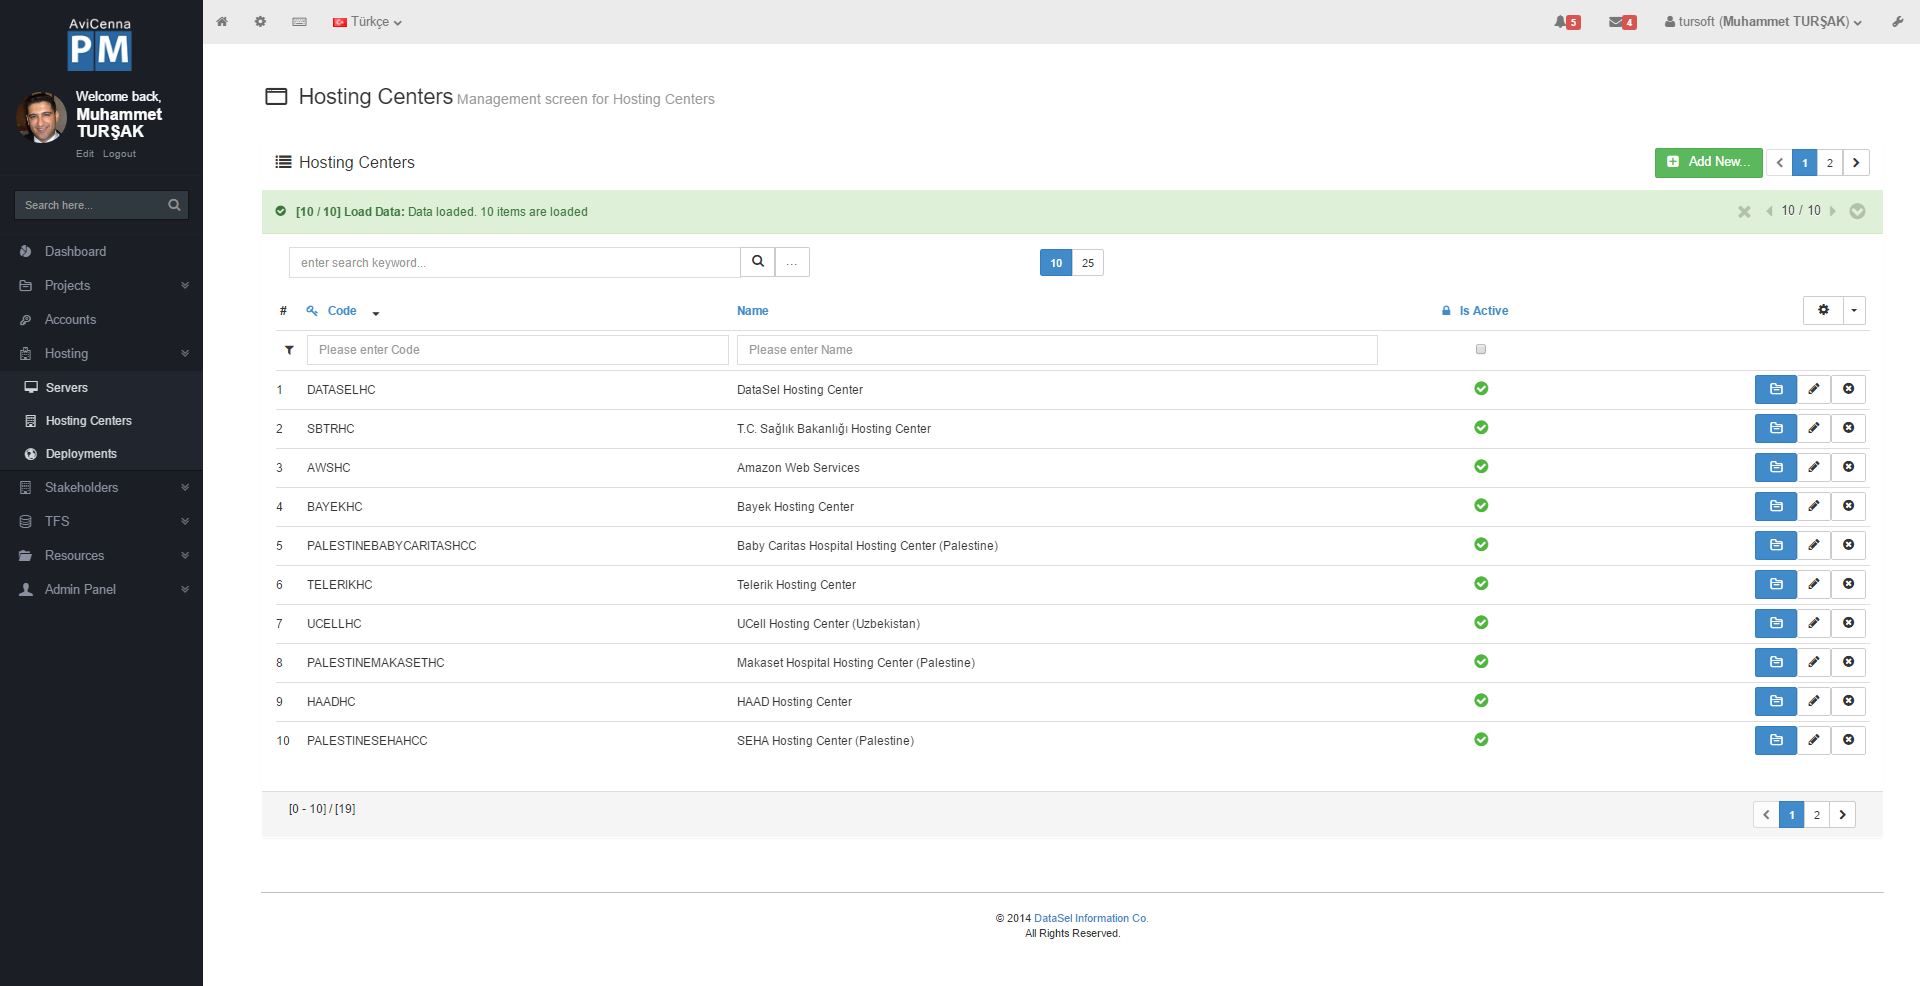 AviCenna
PM
Welcome back,
Muhammet
TURŞAK
Edit Logout
Search here...
Dashboard
Projects
Accounts
Hosting
Servers
Hosting Centers
Deployments
Stakeholders
TFS
Resources
Admin Panel
Türkçe
5
4
tursoft (Muhammet TURŞAK)
Hosting Centers Management screen for Hosting Centers
Hosting Centers
Add New...
1 2
[10 / 10] Load Data: Data loaded. 10 items are loaded
10 / 10
enter search keyword...
...
10 25
# Code Name Is Active
Please enter Code Please enter Name
1 DATASELHC DataSel Hosting Center
2 SBTRHC T.C. Sağlık Bakanlığı Hosting Center
3 AWSHC Amazon Web Services
4 BAYEKHC Bayek Hosting Center
5 PALESTINEBABYCARITASHCC Baby Caritas Hospital Hosting Center (Palestine)
6 TELERIKHC Telerik Hosting Center
7 UCELLHC UCell Hosting Center (Uzbekistan)
8 PALESTINEMAKASETHC Makaset Hospital Hosting Center (Palestine)
9 HAADHC HAAD Hosting Center
10 PALESTINESEHAHCC SEHA Hosting Center (Palestine)
[0 - 10] / [19]
1 2
© 2014 DataSel Information Co.
All Rights Reserved.